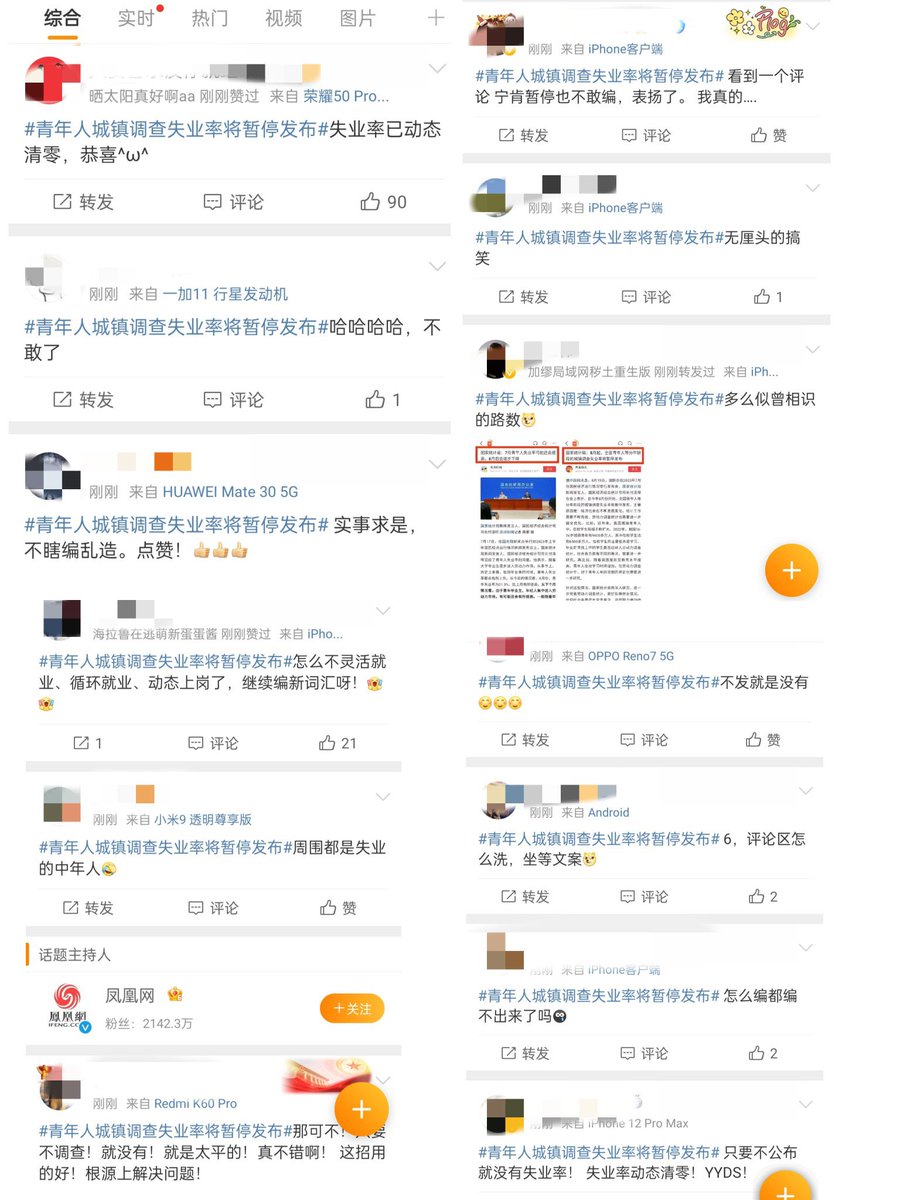 综合 实时 热门 视频 图片
晒太阳真好啊aa 刚刚赞过 来自 荣耀50 Pro...
#青年人城镇调查失业率将暂停发布#失业率已动态
清零，恭喜^ω^
转发 评论 90
刚刚 来自 一加11 行星发动机
#青年人城镇调查失业率将暂停发布#哈哈哈哈，不
敢了
转发 评论 1
刚刚 来自 HUAWEI Mate 30 5G
#青年人城镇调查失业率将暂停发布# 实事求是，
不瞎编乱造。点赞！👍👍👍
海拉鲁在逃萌新蛋蛋酱 刚刚赞过 来自 iPho...
#青年人城镇调查失业率将暂停发布#怎么不灵活就
业、循环就业、动态上岗了，继续编新词汇呀！
1 评论 21
刚刚 来自 小米9 透明尊享版
#青年人城镇调查失业率将暂停发布#周围都是失业
的中年人
转发 评论 赞
话题主持人
凤凰网
鳳凰網
IFENG.CO
粉丝：2142.3万
+关注
刚刚 来自 Redmi K60 Pro
#青年人城镇调查失业率将暂停发布#那可不！只要
不调查！就没有！就是太平的！真不错啊！ 这招用
的好！根源上解决问题！
Plog
刚刚 来自 iPhone客户端
#青年人城镇调查失业率将暂停发布# 看到一个评
论 宁肯暂停也不敢编，表扬了。 我真的....
转发 评论 赞
刚刚 来自 iPhone客户端
#青年人城镇调查失业率将暂停发布#无厘头的搞
笑
转发 评论 1
加缪局域网秽土重生版 刚刚转发过 来自 iPh...
#青年人城镇调查失业率将暂停发布#多么似曾相识
的路数
刚刚 来自 OPPO Reno7 5G
#青年人城镇调查失业率将暂停发布#不发就是没有
😊😊😊
转发 评论 赞
刚刚 来自 Android
#青年人城镇调查失业率将暂停发布# 6，评论区怎
么洗，坐等文案
转发 评论 2
刚刚 来自 iPhone客户端
#青年人城镇调查失业率将暂停发布# 怎么编都编
不出来了吗
转发 评论 2
刚刚 来自 iPhone 12 Pro Max
#青年人城镇调查失业率将暂停发布# 只要不公布
就没有失业率！ 失业率动态清零！YYDS！